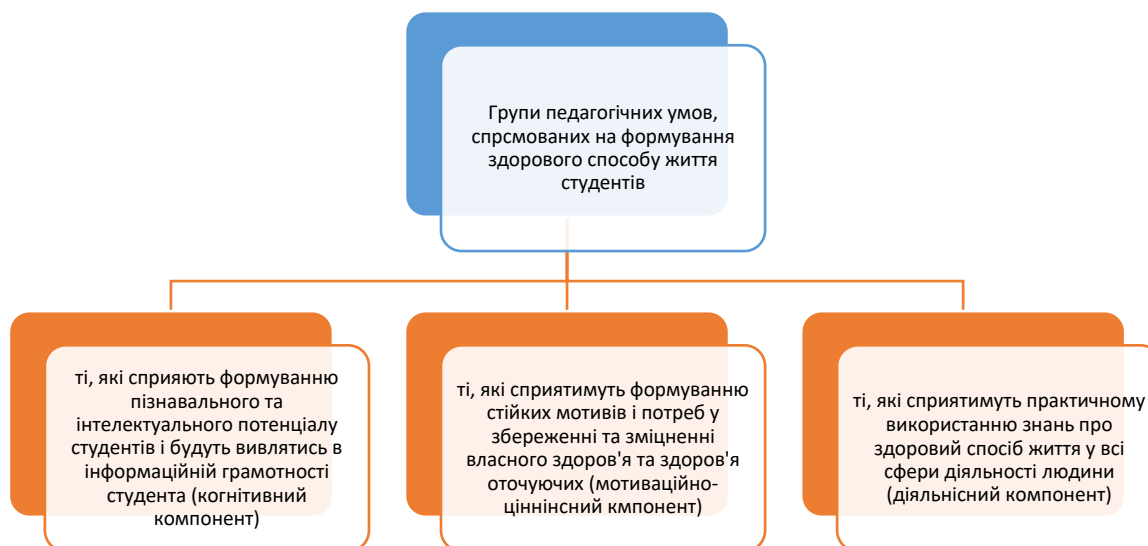 Групи педагогічних умов,
спрсмованих на формування
здорового способу життя
студентів
ті, які сприяють формуванню
пізнавального та
інтелектуального потенціалу
студентів і будуть вивлятись в
інформаційній грамотності
студента (когнітивний
компонент)
ті, які сприятимуть формуванню
стійких мотивів і потреб у
збереженні та зміцненні
власного здоров'я та здоров'я
оточуючих (мотиваційно-
ціннінсний кмпонент)
ті, які сприятимуть практичному
використанню знань про
здоровий спосіб життя у всі
сфери діяльності людини
(діяльнісний компонент)